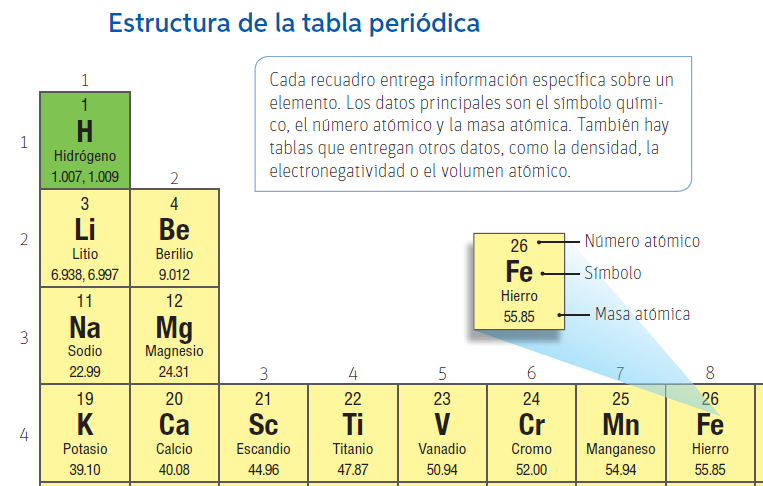 Estructura de la tabla periódica
Cada recuadro entrega información específica sobre un
elemento. Los datos principales son el símbolo quími-
co, el número atómico y la masa atómica. También hay
tablas que entregan otros datos, como la densidad, la
electronegatividad o el volumen atómico.
1
1
1
H
Hidrógeno
1.007, 1.009
2
2
3
Li
Litio
6.938, 6.997
4
Be
Berilio
9.012
26
Fe
Hierro
55.85
Número atómico
Símbolo
Masa atómica
3
11
Na
Sodio
22.99
12
Mg
Magnesio
24.31
3 4 5 6 7 8
4
19
K
Potasio
39.10
20
Ca
Calcio
40.08
21
Sc
Escandio
44.96
22
Ti
Titanio
47.87
23
V
Vanadio
50.94
24
Cr
Cromo
52.00
25
Mn
Manganeso
54.94
26
Fe
Hierro
55.85